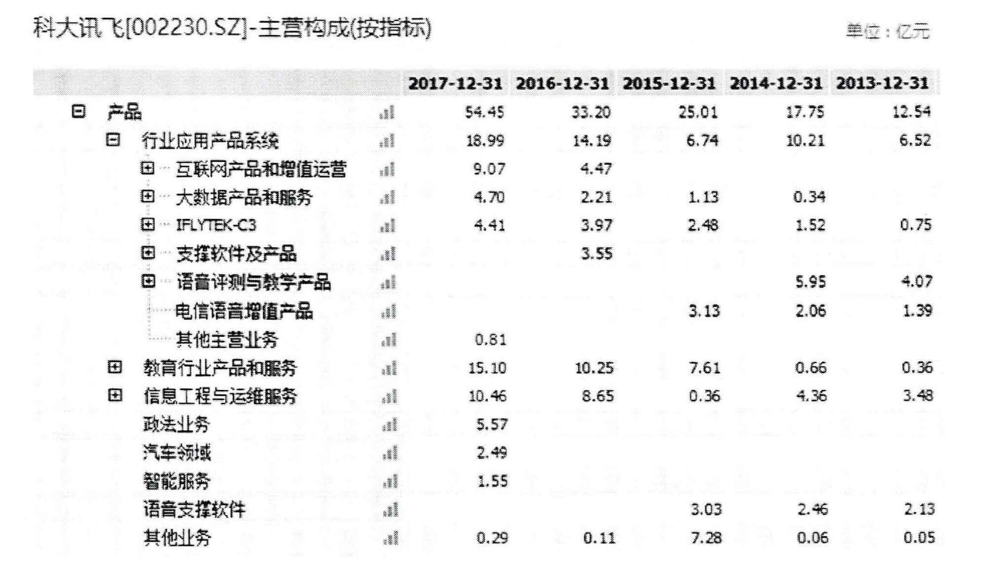 科大讯飞[002230.SZ]-主营构成(按指标) 单位：亿元
2017-12-31 2016-12-31 2015-12-31 2014-12-31 2013-12-31
产品 54.45 33.20 25.01 17.75 12.54
行业应用产品系统 18.99 14.19 6.74 10.21 6.52
互联网产品和增值运营 9.07 4.47
大数据产品和服务 4.70 2.21 1.13 0.34
IFLYTEK-C3 4.41 3.97 2.48 1.52 0.75
支撑软件及产品 3.55
语音评测与教学产品 5.95 4.07
电信语音增值产品 3.13 2.06 1.39
其他主营业务 0.81
教育行业产品和服务 15.10 10.25 7.61 0.66 0.36
信息工程与运维服务 10.46 8.65 0.36 4.36 3.48
政法业务 5.57
汽车领域 2.49
智能服务 1.55
语音支撑软件 3.03 2.46 2.13
其他业务 0.29 0.11 7.28 0.06 0.05